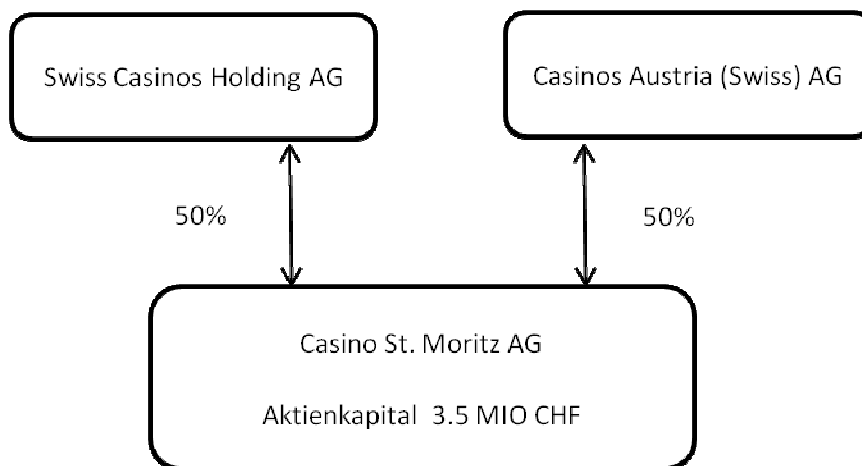 Swiss Casinos Holding AG
Casinos Austria (Swiss) AG
50%
50%
Casino St. Moritz AG
Aktienkapital 3.5 MIO CHF